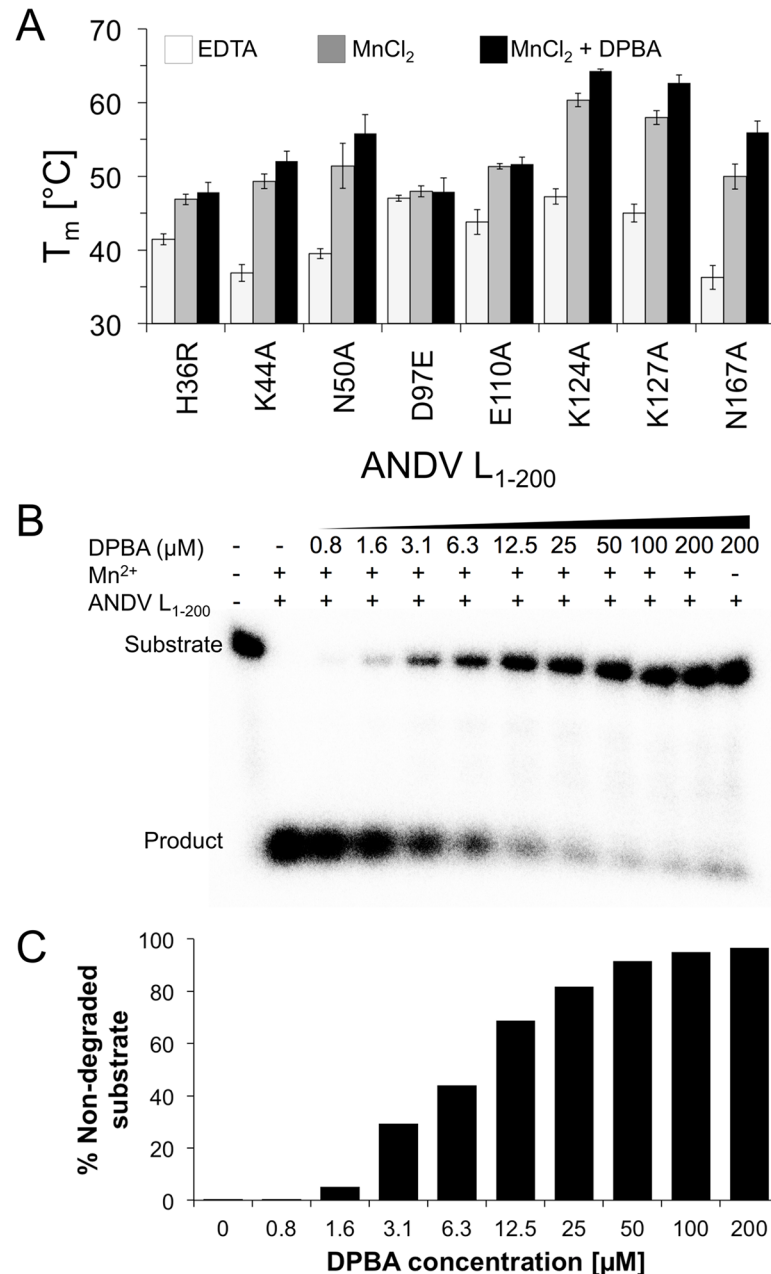 A
70
60
50
40
30
Tm [°C]
EDTA
MnCl2
MnCl2 + DPBA
H36R
K44A
N50A
D97E
E110A
K124A
K127A
N167A
ANDV L1-200
B
DPBA (µM) - - 0.8 1.6 3.1 6.3 12.5 25 50 100 200 200
Mn2+ - + + + + + + + + + + -
ANDV L1-200 - + + + + + + + + + + +
Substrate
Product
C
% Non-degraded
substrate
100
80
60
40
20
0
0 0.8 1.6 3.1 6.3 12.5 25 50 100 200
DPBA concentration [µM]